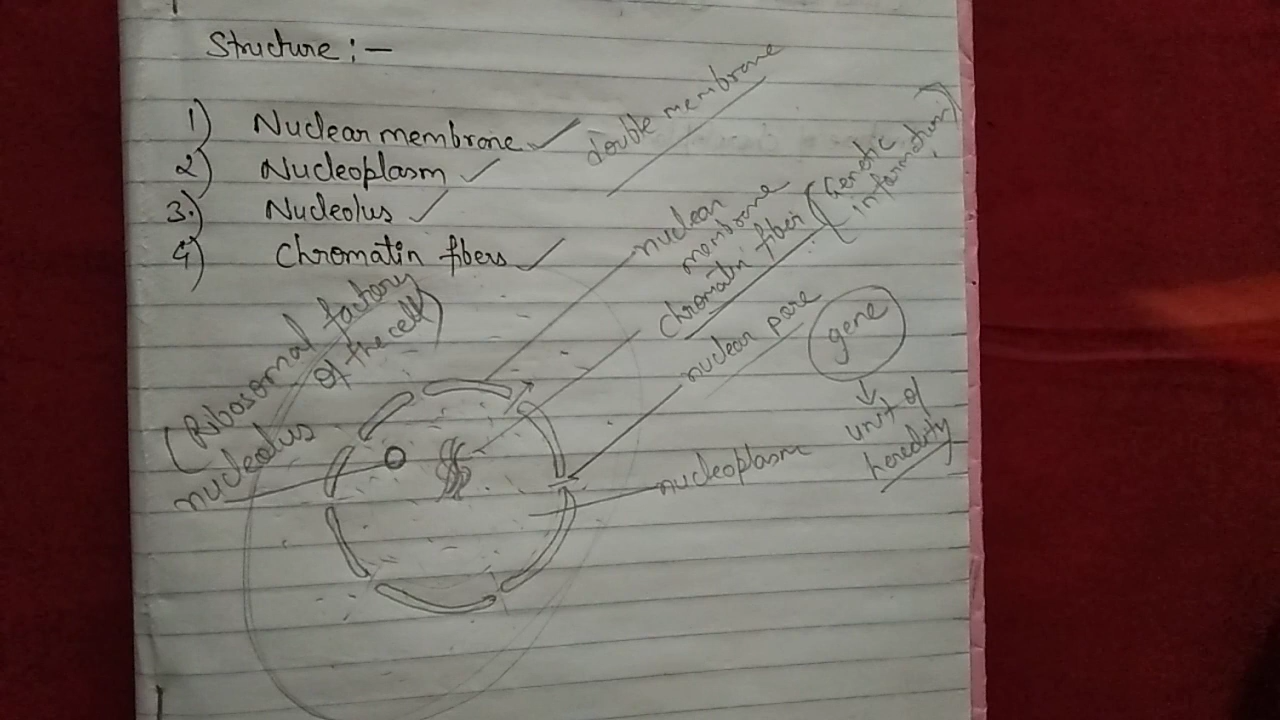 Structure :-
1) Nuclear membrane ✓
double membrane
2) Nucleoplasm ✓
3.) Nucleolus ✓
4) Chromatin fibers ✓
nuclear
membrane
chromatin fiber (Genetic
information)
nuclear pore
gene
↓
unit of
heredity
nucleoplasm
(Ribosomal factory
of the cell)
nucleolus